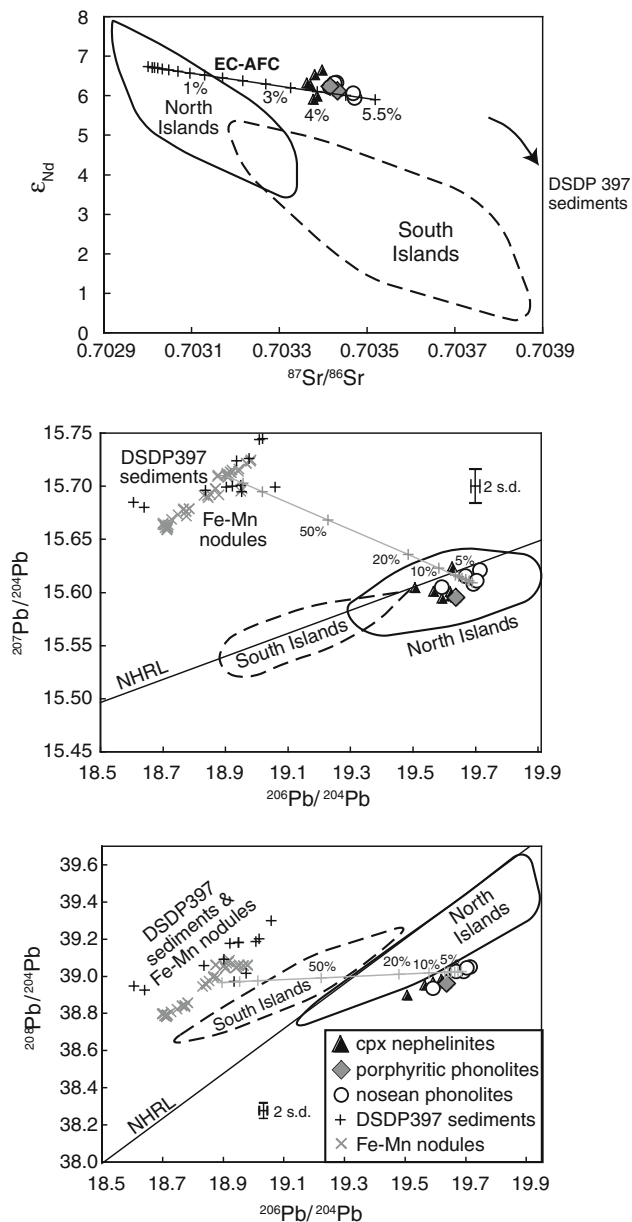 8
7
6
5
4
3
2
1
0
εNd
EC-AFC
1%
3%
4%
5.5%
North
Islands
South
Islands
DSDP 397
sediments
0.7029
0.7031
0.7033
0.7035
0.7037
0.7039
87Sr/86Sr
15.75
15.70
15.65
15.60
15.55
15.50
15.45
207Pb/204Pb
DSDP397
sediments
Fe-Mn
nodules
2 s.d.
50%
20%
10%
5%
NHRL
South Islands
North Islands
18.5
18.7
18.9
19.1
19.3
19.5
19.7
19.9
206Pb/204Pb
39.6
39.4
39.2
39.0
38.8
38.6
38.4
38.2
38.0
208Pb/204Pb
DSDP397
sediments &
Fe-Mn nodules
North
Islands
50%
20%
10%
5%
South Islands
NHRL
2 s.d.
cpx nephelinites
porphyritic phonolites
nosean phonolites
DSDP397 sediments
Fe-Mn nodules
18.5
18.7
18.9
19.1
19.3
19.5
19.7
19.9
206Pb/204Pb